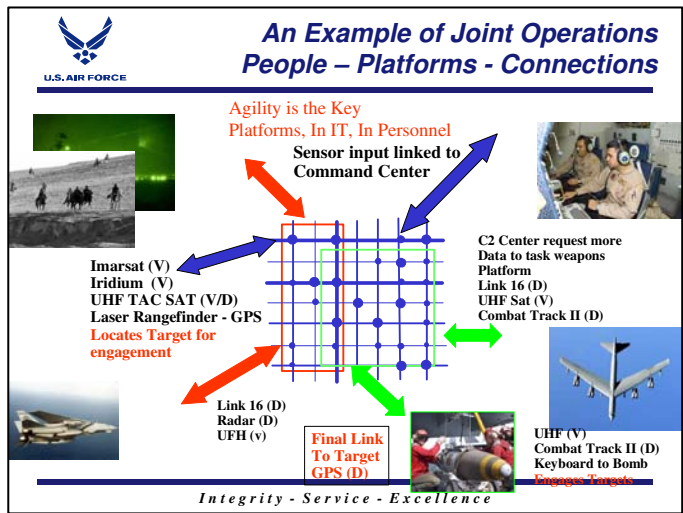 An Example of Joint Operations
People – Platforms - Connections
U.S. AIR FORCE
Agility is the Key
Platforms, In IT, In Personnel
Sensor input linked to
Command Center
Imarsat (V)
Iridium (V)
UHF TAC SAT (V/D)
Laser Rangefinder - GPS
Locates Target for
engagement
C2 Center request more
Data to task weapons
Platform
Link 16 (D)
UHF Sat (V)
Combat Track II (D)
Link 16 (D)
Radar (D)
UFH (v)
Final Link
To Target
GPS (D)
UHF (V)
Combat Track II (D)
Keyboard to Bomb
Engages Targets
Integrity - Service - Excellence